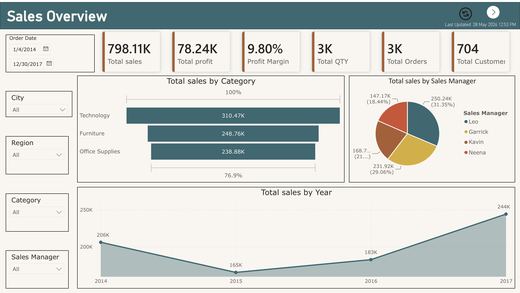 Sales Overview
Last Updated: 28 May 2026 12:53 PM
Order Date
1/4/2014
12/30/2017
798.11K
Total sales
78.24K
Total profit
9.80%
Profit Margin
3K
Total QTY
3K
Total Orders
704
Total Customer
City
All
Region
All
Category
All
Sales Manager
All
Total sales by Category
100%
Technology
310.47K
Furniture
248.76K
Office Supplies
238.88K
76.9%
Total sales by Sales Manager
147.17K
(18.44%)
250.24K
(31.35%)
168.7...
(21....)
231.92K
(29.06%)
Sales Manager
Leo
Garrick
Kavin
Neena
Total sales by Year
250K
200K
206K
165K
183K
244K
2014
2015
2016
2017